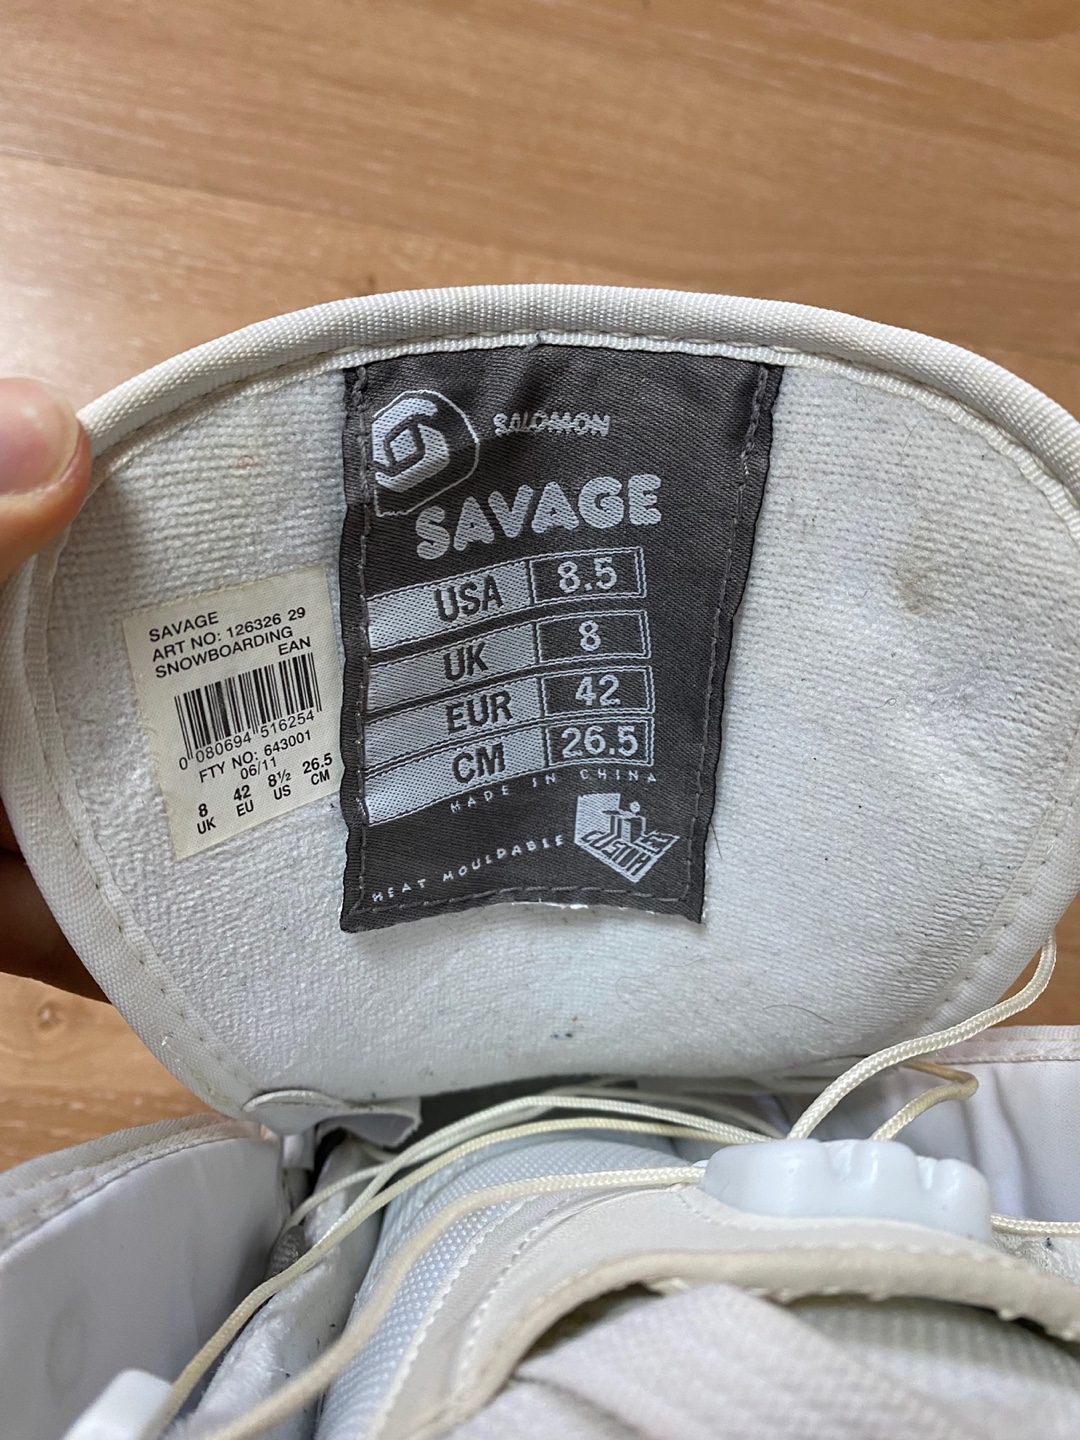 SALOMON
SAVAGE
USA 8.5
UK 8
EUR 42
CM 26.5
MADE IN CHINA
HEAT MOULDABLE
CUSTOM
SAVAGE
ART NO: 126326 29
SNOWBOARDING
EAN
0 080694 516254
FTY NO: 643001
06/11
8 42 8½ 26.5
UK EU US CM